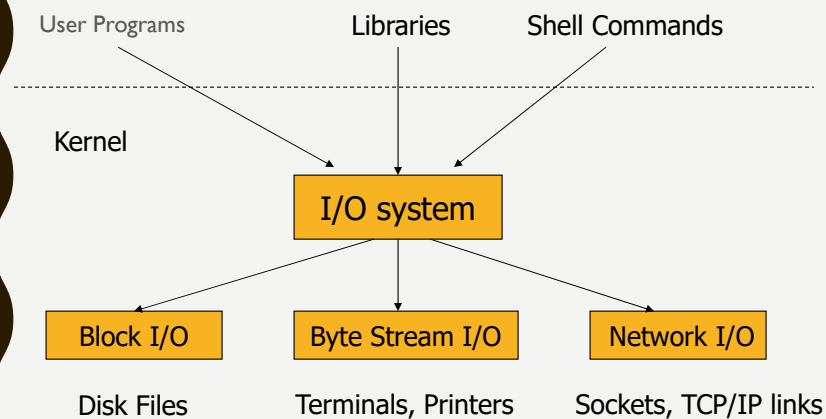 User Programs Libraries Shell Commands
Kernel
I/O system
Block I/O Byte Stream I/O Network I/O
Disk Files Terminals, Printers Sockets, TCP/IP links